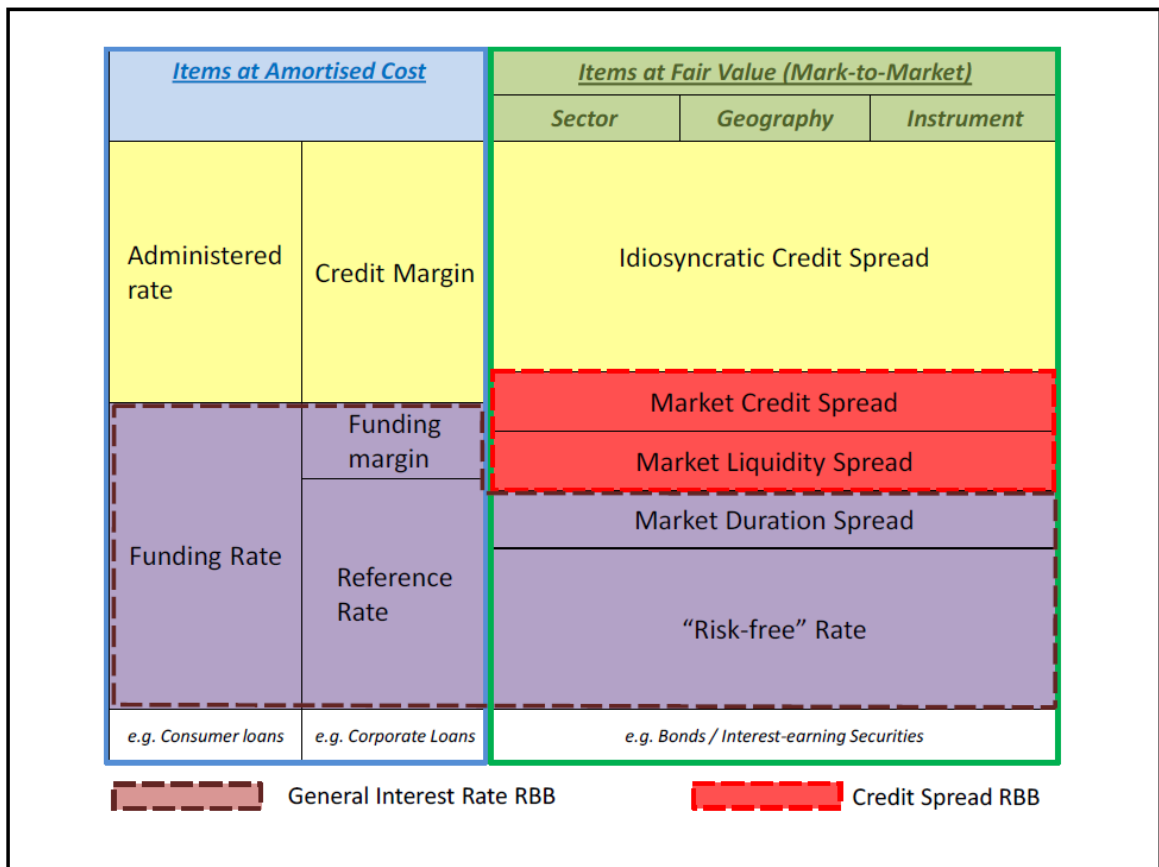 Items at Amortised Cost
Items at Fair Value (Mark-to-Market)
Sector
Geography
Instrument
Administered
rate
Credit Margin
Idiosyncratic Credit Spread
Market Credit Spread
Funding
margin
Market Liquidity Spread
Market Duration Spread
Funding Rate
Reference
Rate
“Risk-free” Rate
e.g. Consumer loans
e.g. Corporate Loans
e.g. Bonds / Interest-earning Securities
General Interest Rate RBB
Credit Spread RBB